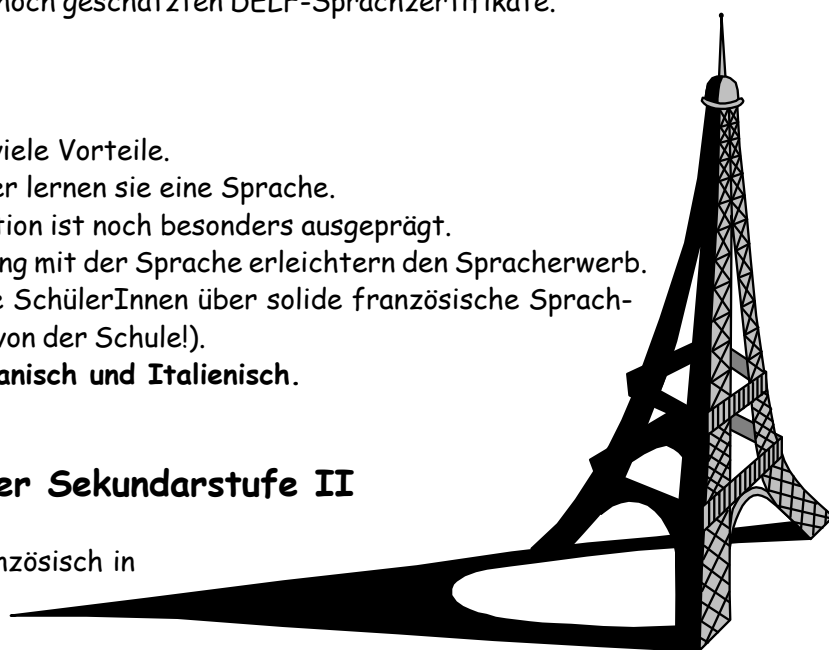 hoch geschätzten DELF-Sprachzertifikate.
viele Vorteile.
er lernen sie eine Sprache.
tion ist noch besonders ausgeprägt.
ng mit der Sprache erleichtern den Spracherwerb.
e SchülerInnen über solide französische Sprach-
von der Schule!).
anisch und Italienisch.
er Sekundarstufe II
nzösisch in